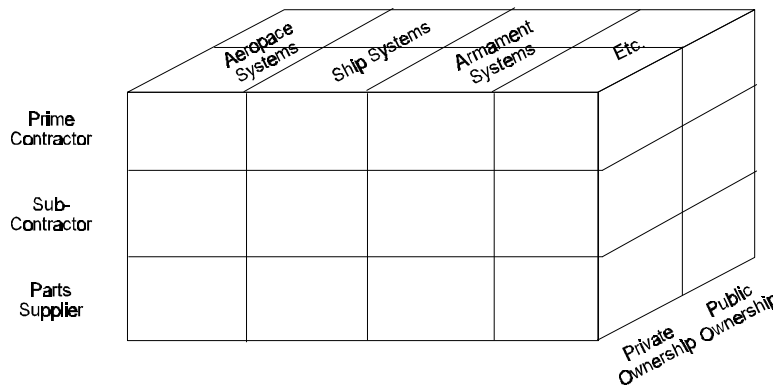 Aeropace
Systems
Ship Systems
Armament
Systems
Etc.
Prime
Contractor
Sub-
Contractor
Parts
Supplier
Private
Ownership
Public
Ownership